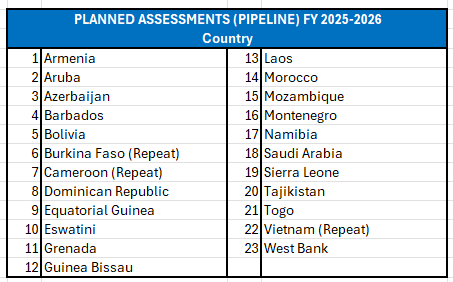 PLANNED ASSESSMENTS (PIPELINE) FY 2025-2026
Country
1 Armenia
2 Aruba
3 Azerbaijan
4 Barbados
5 Bolivia
6 Burkina Faso (Repeat)
7 Cameroon (Repeat)
8 Dominican Republic
9 Equatorial Guinea
10 Eswatini
11 Grenada
12 Guinea Bissau
13 Laos
14 Morocco
15 Mozambique
16 Montenegro
17 Namibia
18 Saudi Arabia
19 Sierra Leone
20 Tajikistan
21 Togo
22 Vietnam (Repeat)
23 West Bank